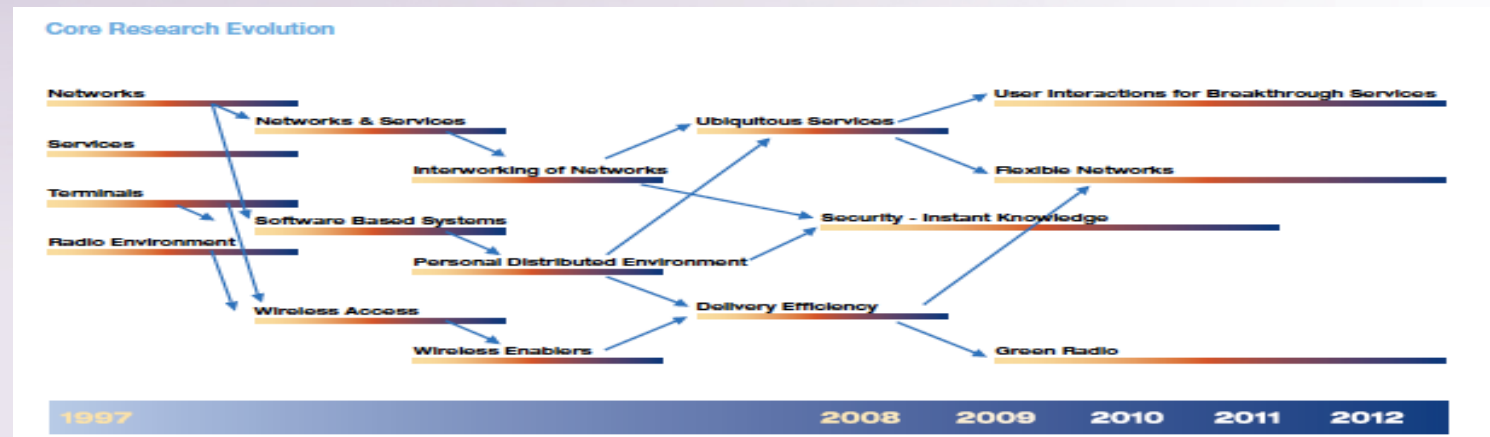 Core Research Evolution
Networks
Networks & Services
Services
Terminals
Software Based Systems
Radio Environment
Wireless Access
Interworking of Networks
Personal Distributed Environment
Wireless Enablers
Ubiquitous Services
Security - Instant Knowledge
Delivery Efficiency
User Interactions for Breakthrough Services
Flexible Networks
Green Radio
1997 2008 2009 2010 2011 2012